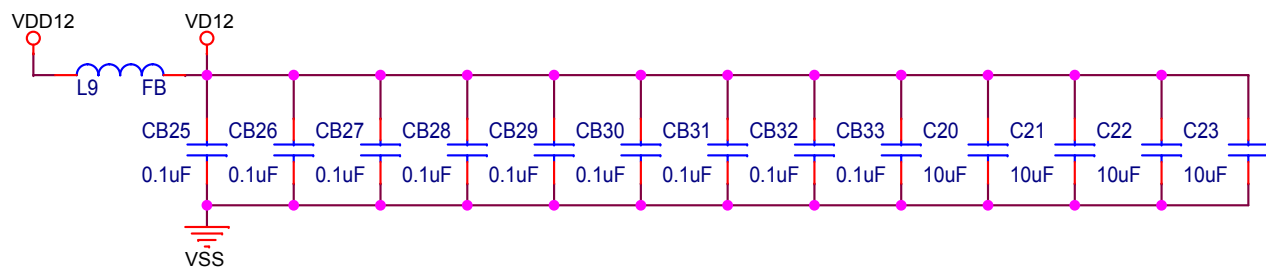 VDD12 VD12
L9 FB
CB25 CB26 CB27 CB28 CB29 CB30 CB31 CB32 CB33 C20 C21 C22 C23
0.1uF 0.1uF 0.1uF 0.1uF 0.1uF 0.1uF 0.1uF 0.1uF 0.1uF 10uF 10uF 10uF 10uF
VSS